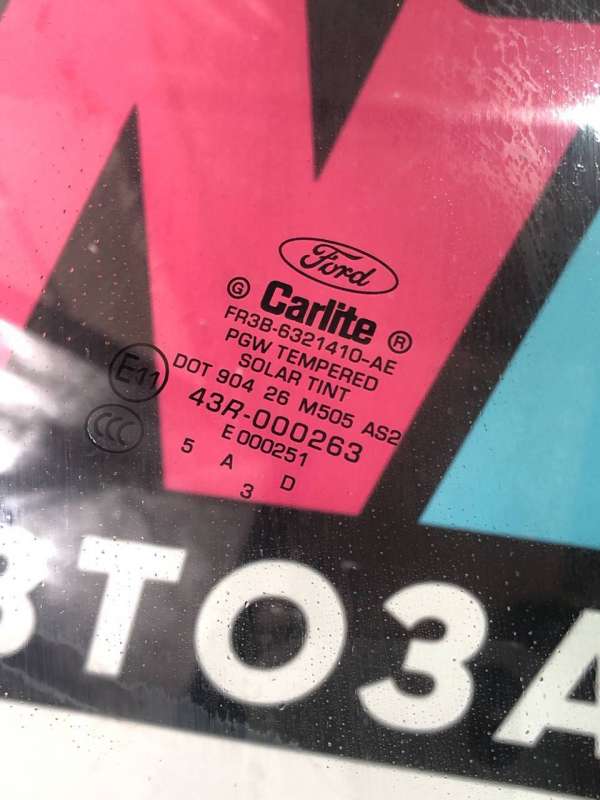 Ford
G Carlite ®
FR3B-6321410-AE
PGW TEMPERED
SOLAR TINT
DOT 904 26 M505 AS2
43R-000263
E 000251
5 A D
3
E11
CCC
ВТОЗА